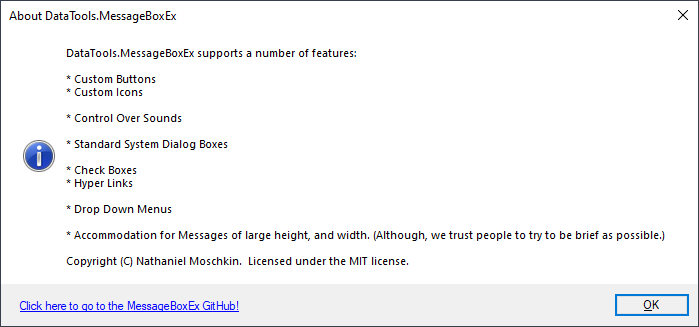 About DataTools.MessageBoxEx
DataTools.MessageBoxEx supports a number of features:
* Custom Buttons
* Custom Icons
* Control Over Sounds
* Standard System Dialog Boxes
* Check Boxes
* Hyper Links
* Drop Down Menus
* Accommodation for Messages of large height, and width. (Although, we trust people to try to be brief as possible.)
Copyright (C) Nathaniel Moschkin.  Licensed under the MIT license.
Click here to go to the MessageBoxEx GitHub!
OK